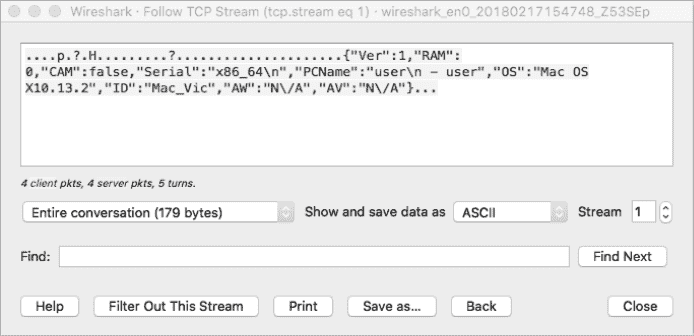 Wireshark · Follow TCP Stream (tcp.stream eq 1) · wireshark_en0_20180217154748_Z53SEp
....p.?.H.........?.....................{"Ver":1,"RAM":
0,"CAM":false,"Serial":"x86_64\n","PCName":"user\n - user","OS":"Mac OS
X10.13.2","ID":"Mac_Vic","AW":"N\/A","AV":"N\/A"}...
4 client pkts, 4 server pkts, 5 turns.
Entire conversation (179 bytes) Show and save data as ASCII Stream 1
Find: Find Next
Help Filter Out This Stream Print Save as... Back Close